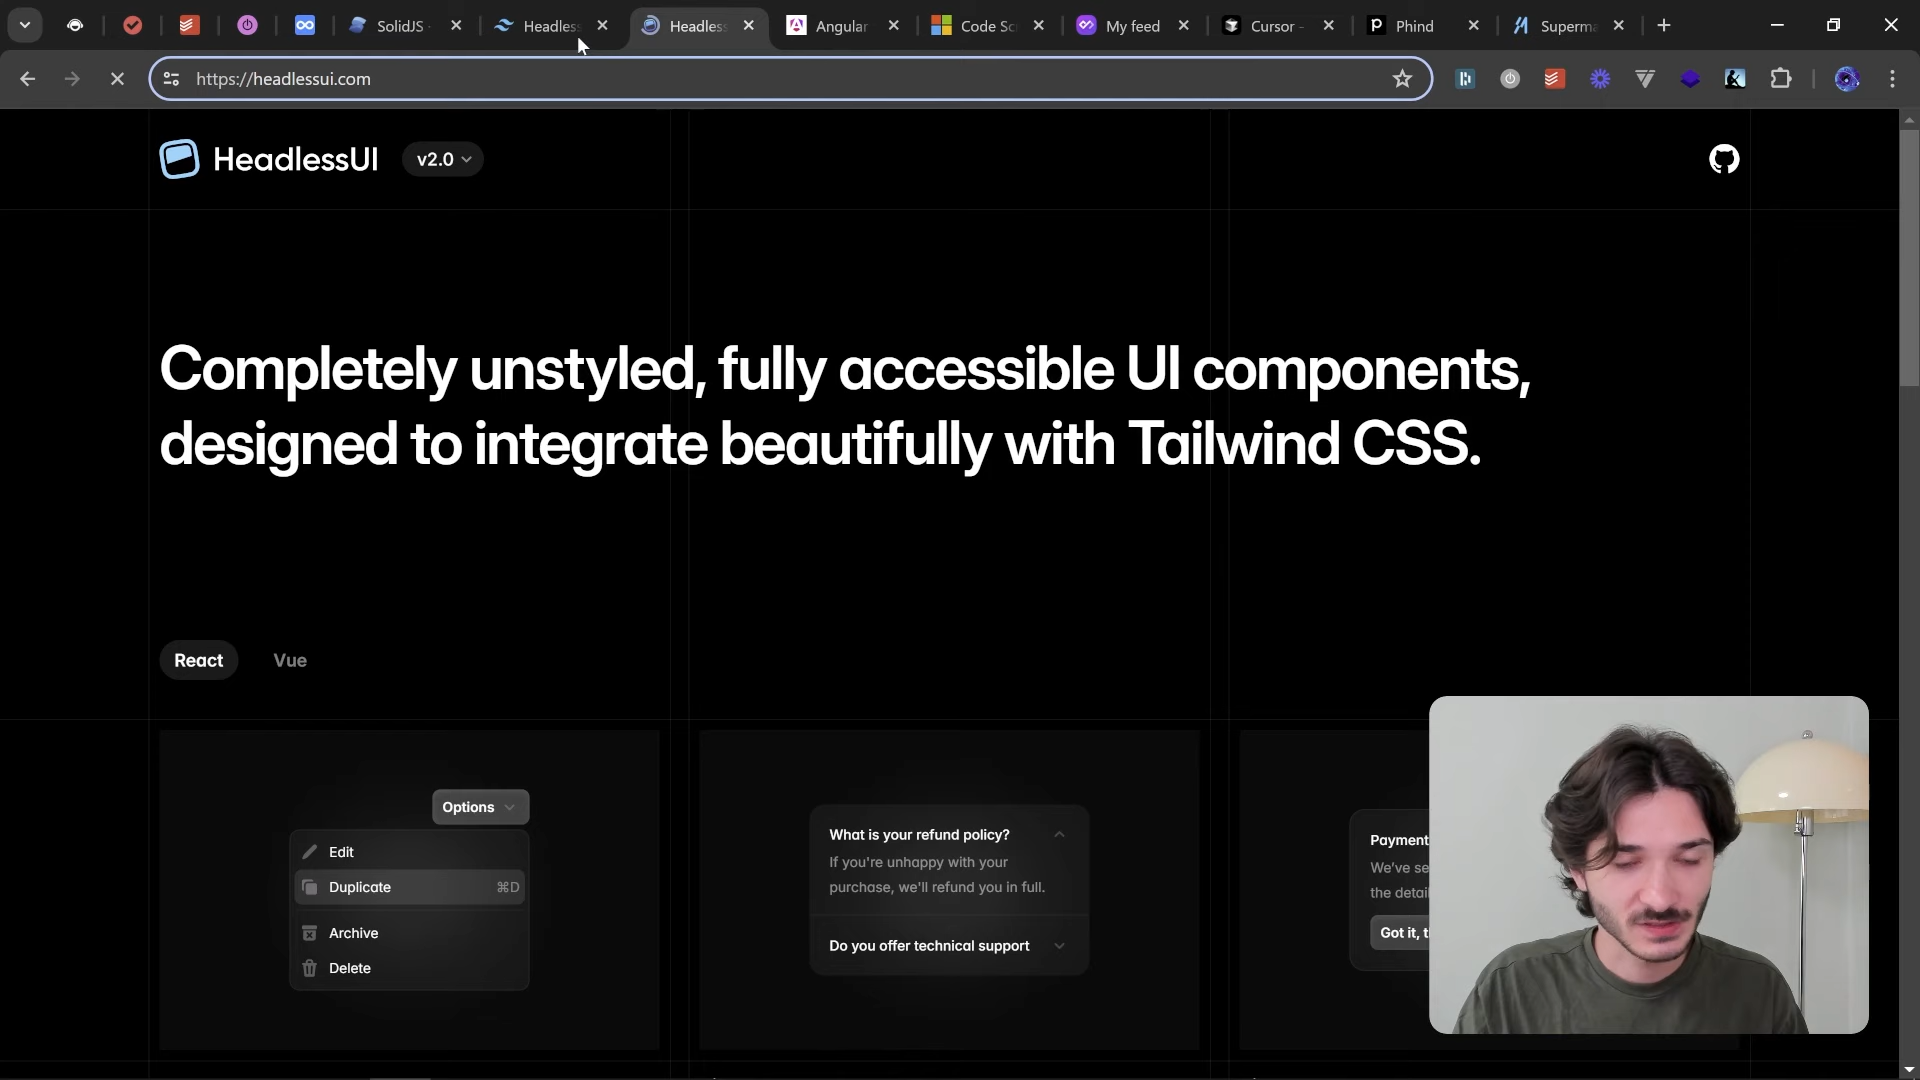 SolidJS
Headless
Headless
Angular
Code Sc
My feed
Cursor -
Phind
Superma
https://headlessui.com
HeadlessUI
v2.0
Completely unstyled, fully accessible UI components,
designed to integrate beautifully with Tailwind CSS.
React
Vue
Options
Edit
Duplicate ⌘D
Archive
Delete
What is your refund policy?
If you're unhappy with your
purchase, we'll refund you in full.
Do you offer technical support
Payment
We've se
the detai
Got it, t